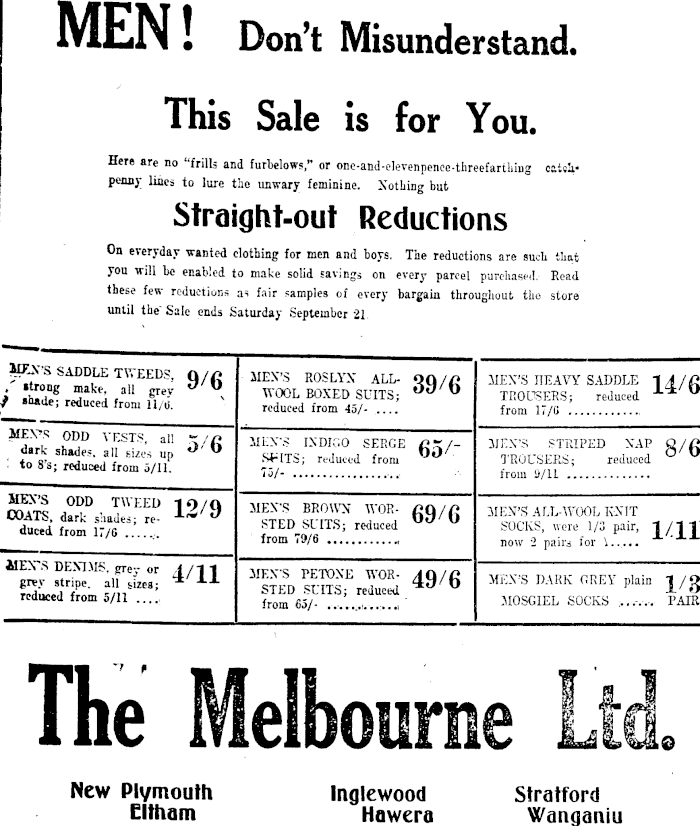 MEN! Don't Misunderstand.
This Sale is for You.
Here are no "frills and furbelows," or one-and-elevenpence-threefarthing catch-
penny lines to lure the unwary feminine. Nothing but
Straight-out Reductions
On everyday wanted clothing for men and boys. The reductions are such that
you will be enabled to make solid savings on every parcel purchased. Read
these few reductions as fair samples of every bargain throughout the store
until the Sale ends Saturday September 21
MEN'S SADDLE TWEEDS, 9/6
strong make, all grey
shade; reduced from 11/6.
MEN'S ODD VESTS, all 5/6
dark shades, all sizes up
to 8's; reduced from 5/11.
MEN'S ODD TWEED 12/9
COATS, dark shades; re-
duced from 17/6 ......
MEN'S DENIMS, grey or 4/11
grey stripe, all sizes;
reduced from 5/11 ....
MEN'S ROSLYN ALL- 39/6
WOOL BOXED SUITS;
reduced from 45/- ....
MEN'S INDIGO SERGE 65/-
SUITS; reduced from
75/- ..................
MEN'S BROWN WOR- 69/6
STED SUITS; reduced
from 79/6 ............
MEN'S PETONE WOR- 49/6
STED SUITS; reduced
from 65/- ............
MEN'S HEAVY SADDLE 14/6
TROUSERS; reduced
from 17/6 ............
MEN'S STRIPED NAP 8/6
TROUSERS; reduced
from 9/11 .............
MEN'S ALL-WOOL KNIT
SOCKS, were 1/3 pair, 1/11
now 2 pairs for .....
MEN'S DARK GREY plain 1/3
MOSGIEL SOCKS ...... PAIR
The Melbourne Ltd.
New Plymouth Inglewood Stratford
Eltham Hawera Wanganiu